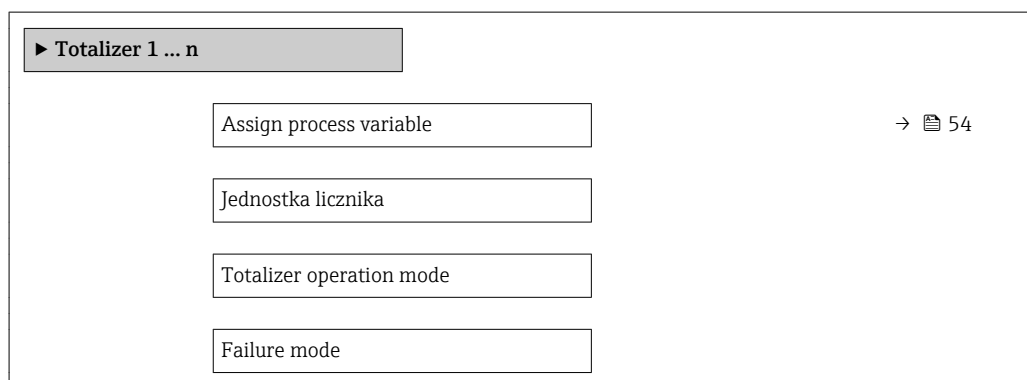 ▶ Totalizer 1 ... n
Assign process variable → 🖹 54
Jednostka licznika
Totalizer operation mode
Failure mode